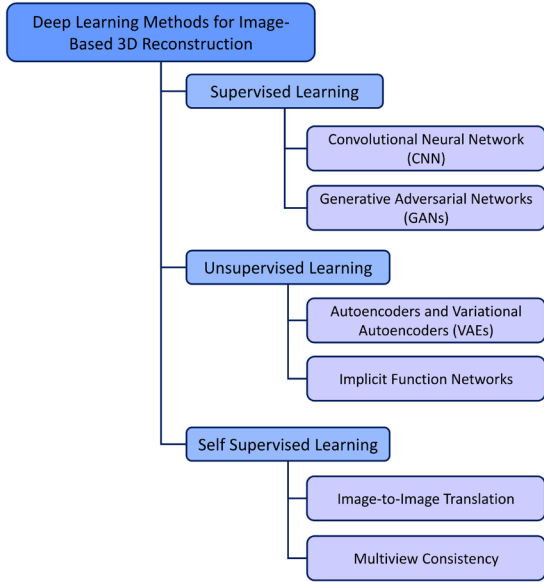 Deep Learning Methods for Image-
Based 3D Reconstruction
Supervised Learning
Convolutional Neural Network
(CNN)
Generative Adversarial Networks
(GANs)
Unsupervised Learning
Autoencoders and Variational
Autoencoders (VAEs)
Implicit Function Networks
Self Supervised Learning
Image-to-Image Translation
Multiview Consistency